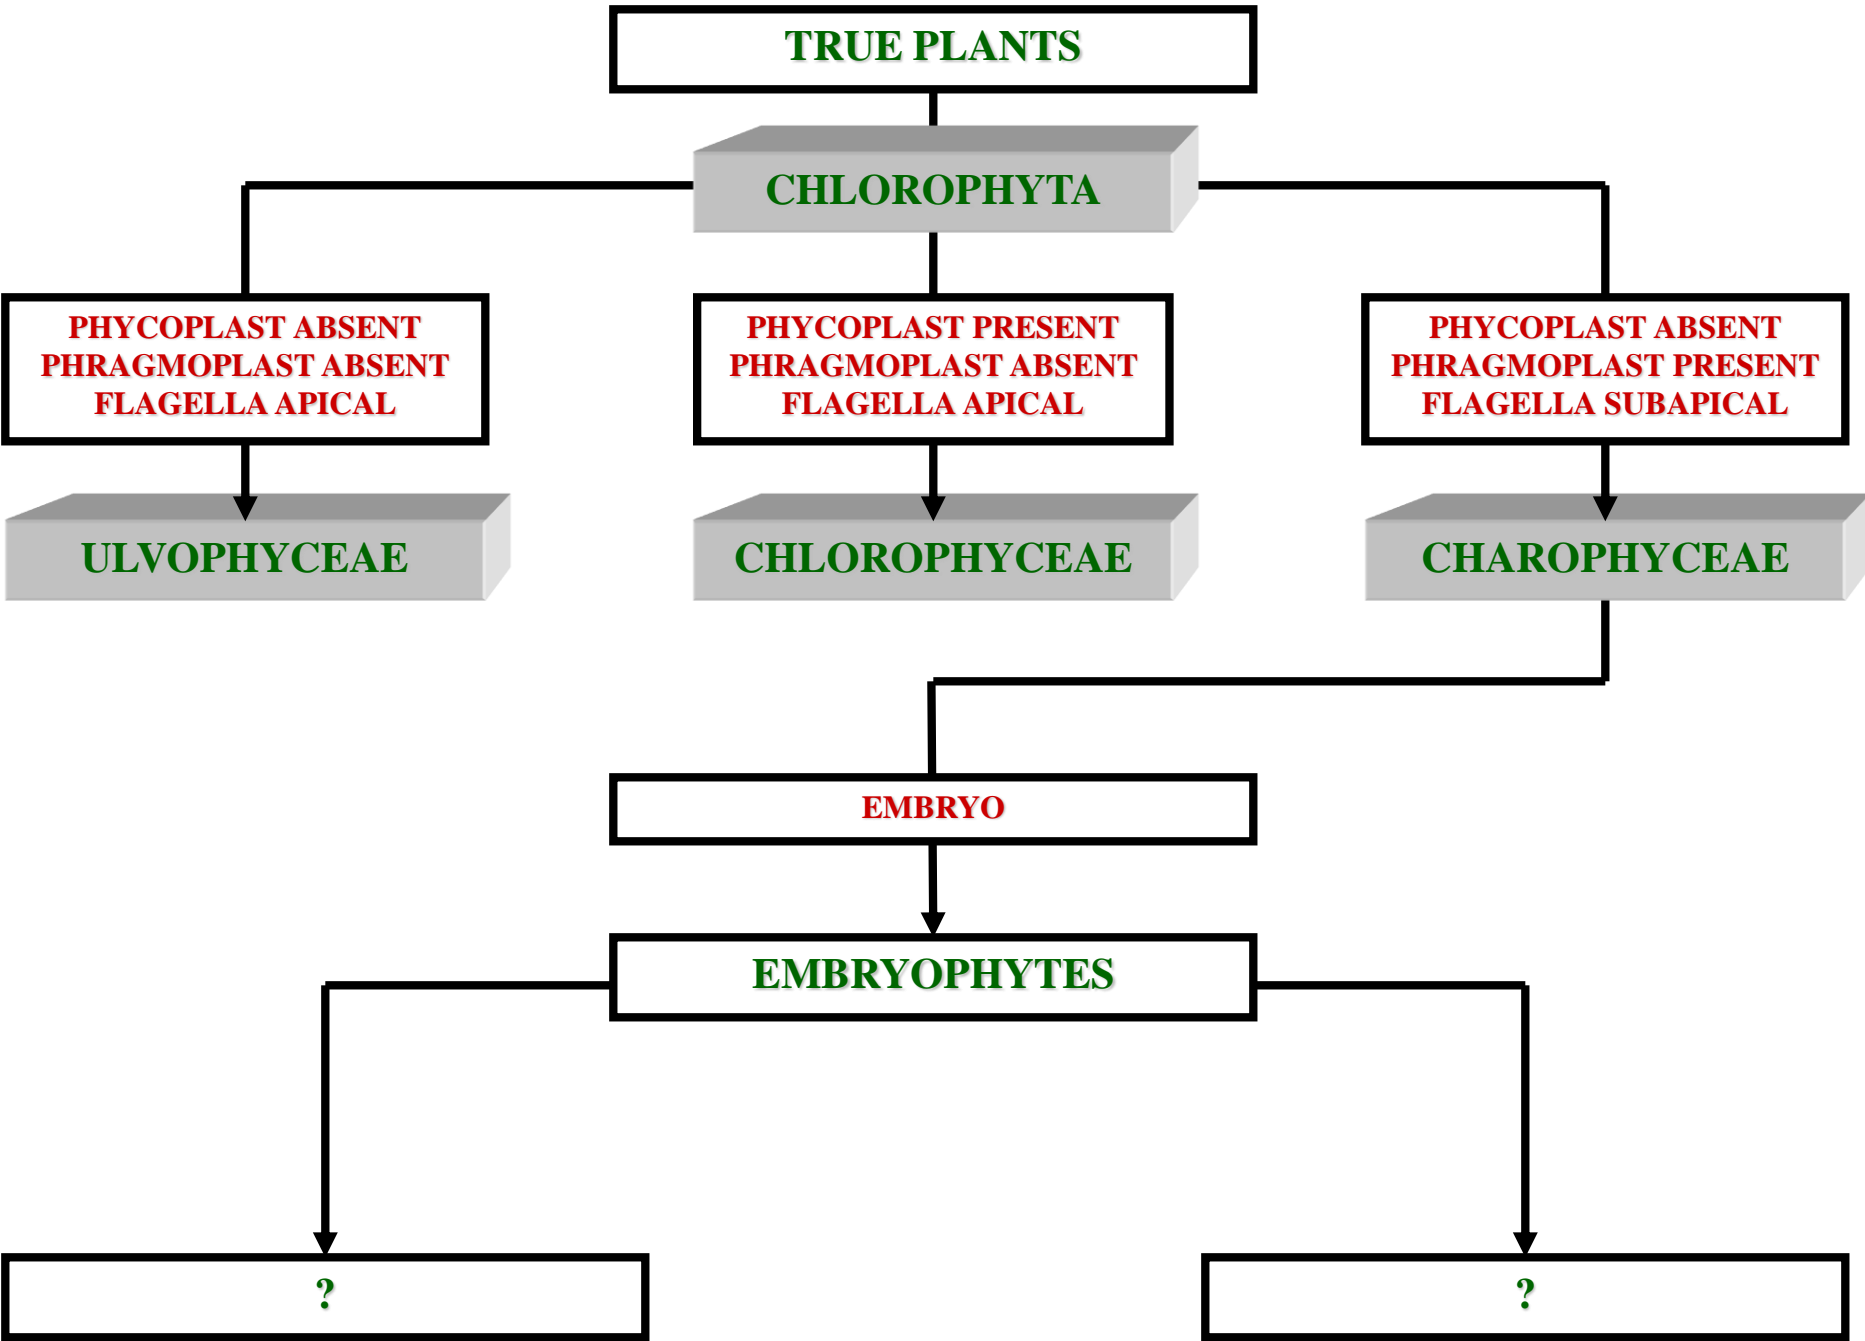 TRUE PLANTS
CHLOROPHYTA
PHYCOPLAST ABSENT
PHRAGMOPLAST ABSENT
FLAGELLA APICAL
PHYCOPLAST PRESENT
PHRAGMOPLAST ABSENT
FLAGELLA APICAL
PHYCOPLAST ABSENT
PHRAGMOPLAST PRESENT
FLAGELLA SUBAPICAL
ULVOPHYCEAE
CHLOROPHYCEAE
CHAROPHYCEAE
EMBRYO
EMBRYOPHYTES
?
?